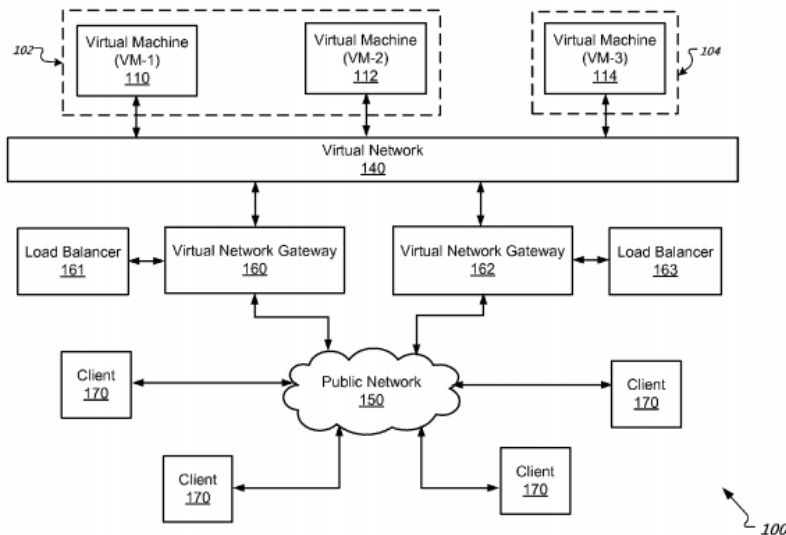 102
Virtual Machine
(VM-1)
110
Virtual Machine
(VM-2)
112
Virtual Machine
(VM-3)
114
104
Virtual Network
140
Load Balancer
161
Virtual Network Gateway
160
Virtual Network Gateway
162
Load Balancer
163
Client
170
Public Network
150
Client
170
Client
170
Client
170
100